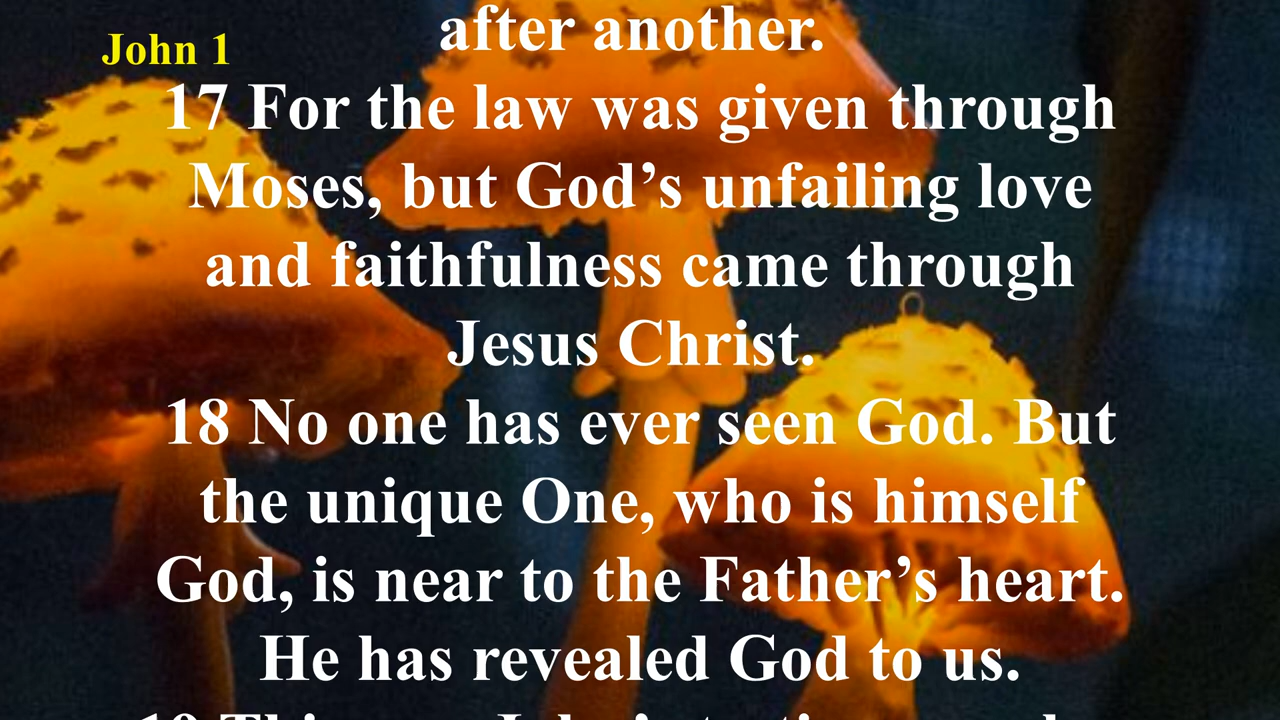 John 1
after another.
17 For the law was given through
Moses, but God’s unfailing love
and faithfulness came through
Jesus Christ.
18 No one has ever seen God. But
the unique One, who is himself
God, is near to the Father’s heart.
He has revealed God to us.